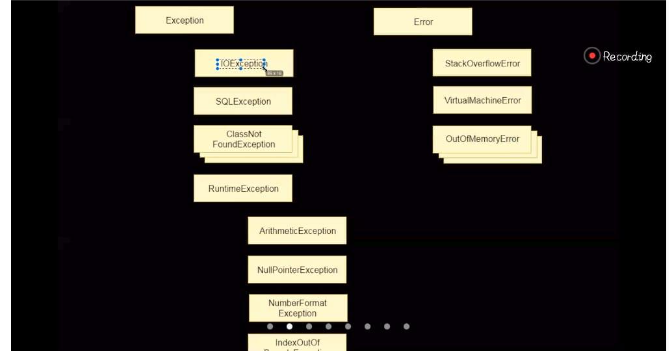 Exception
Error
IOException
StackOverflowError
Recording
SQLException
VirtualMachineError
ClassNot
FoundException
OutOfMemoryError
RuntimeException
ArithmeticException
NullPointerException
NumberFormat
Exception
IndexOutOf